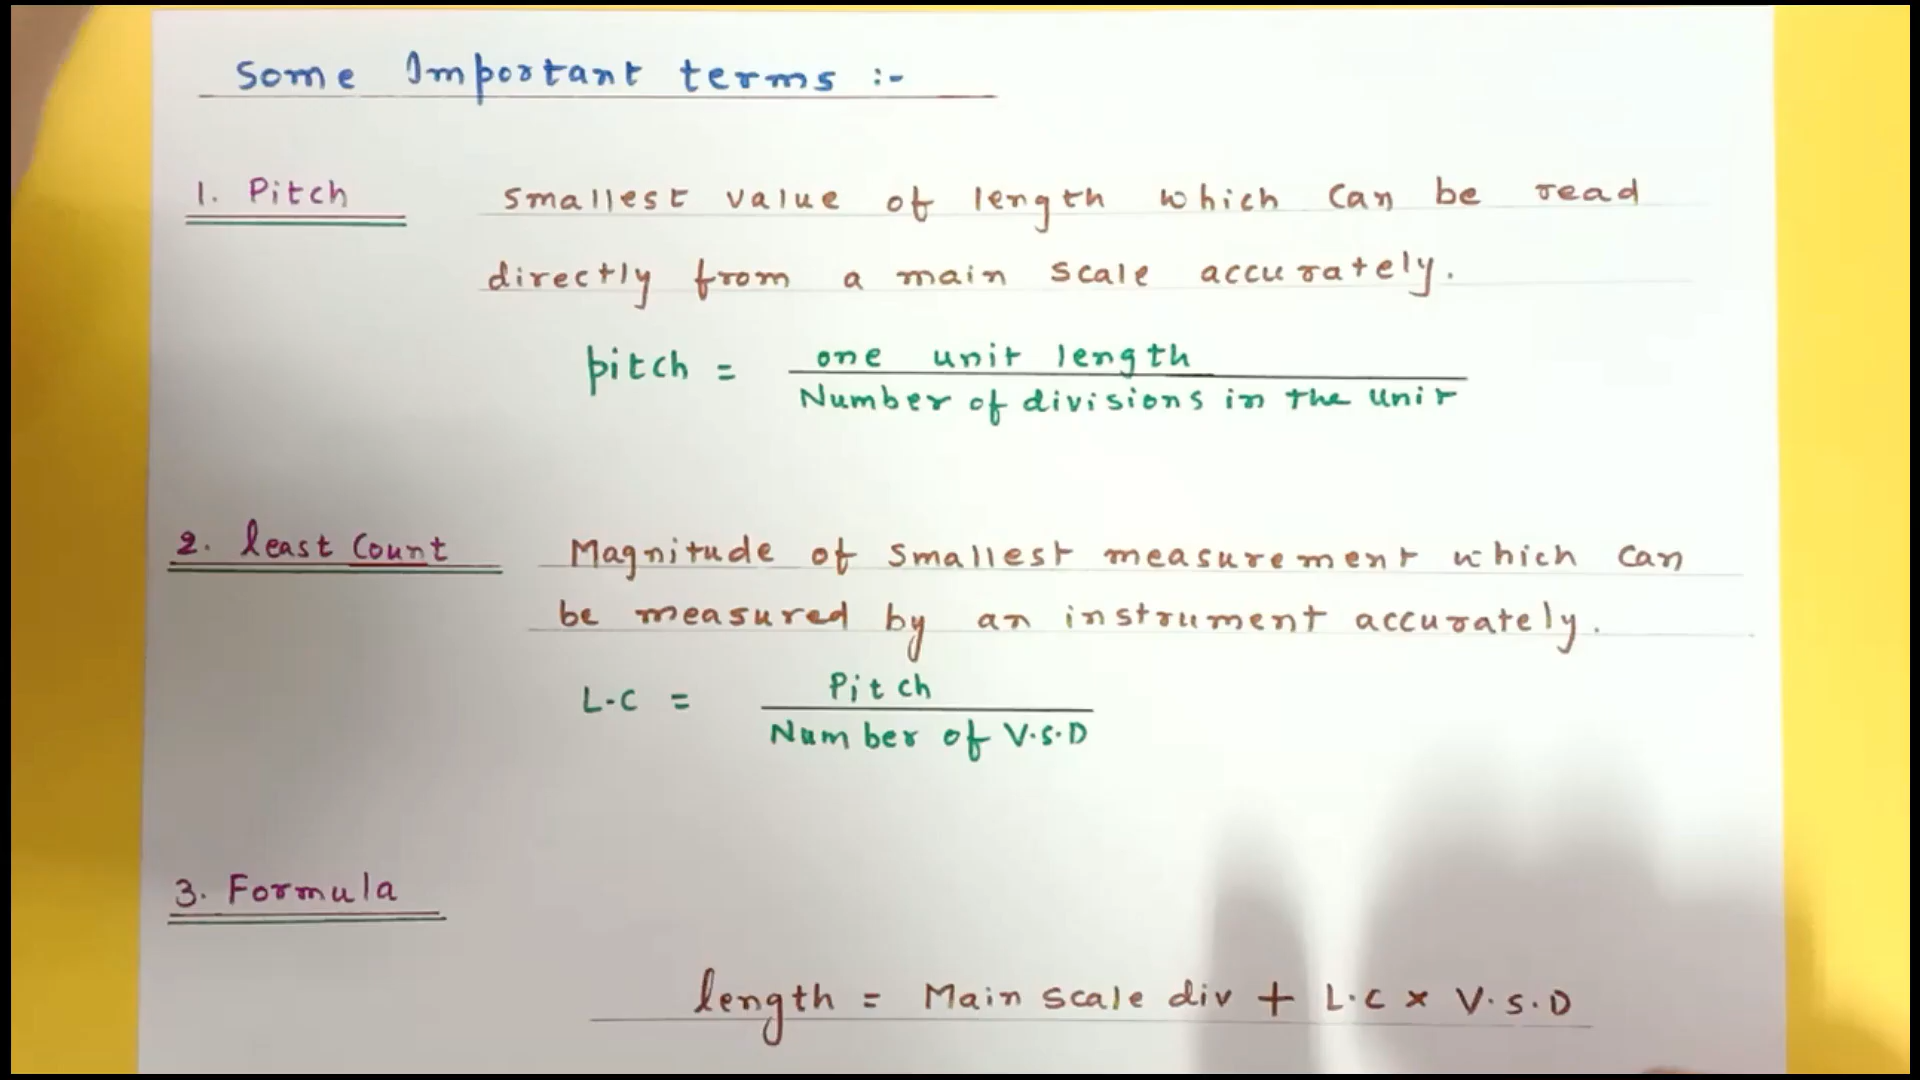 Some Important terms :-
1. Pitch smallest value of length which can be read
directly from a main scale accurately.
pitch = one unit length
Number of divisions in the unit
2. least Count Magnitude of smallest measurement which can
be measured by an instrument accurately.
L.C = Pitch
Number of V.S.D
3. Formula
length = Main scale div + L.C x V.S.D